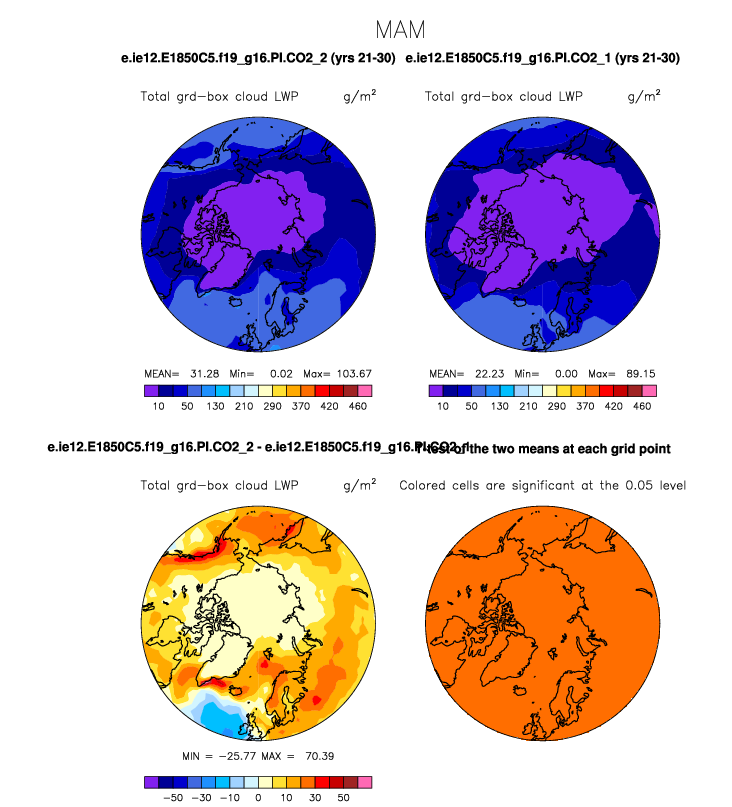 MAM
e.ie12.E1850C5.f19_g16.PI.CO2_2 (yrs 21-30) e.ie12.E1850C5.f19_g16.PI.CO2_1 (yrs 21-30)
Total grd-box cloud LWP g/m² Total grd-box cloud LWP g/m²
MEAN= 31.28 Min= 0.02 Max= 103.67 MEAN= 22.23 Min= 0.00 Max= 89.15
10 50 130 210 290 370 420 460 10 50 130 210 290 370 420 460
e.ie12.E1850C5.f19_g16.PI.CO2_2 - e.ie12.E1850C5.f19_g16.PI.CO2_1 T-test of the two means at each grid point
Total grd-box cloud LWP g/m² Colored cells are significant at the 0.05 level
MIN = -25.77 MAX = 70.39
-50 -30 -10 0 10 30 50